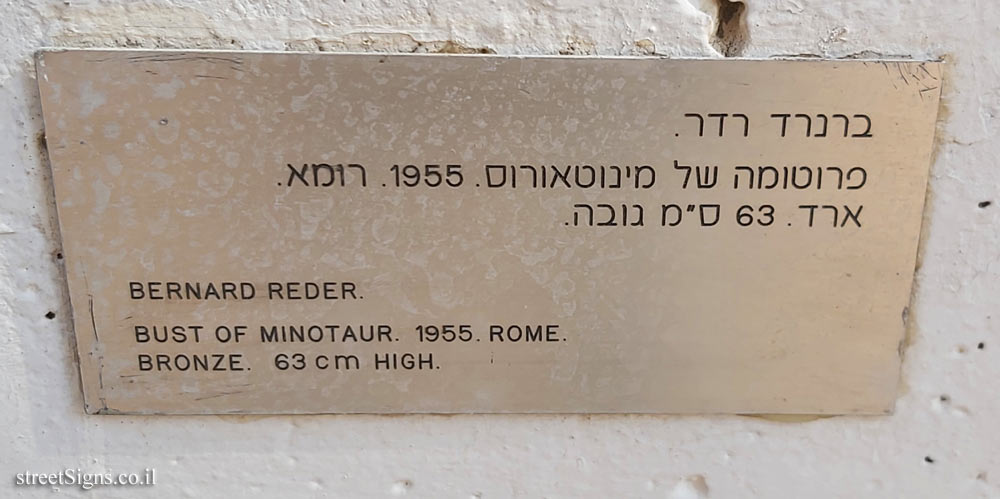 ברנרד רדר.
פרוטומה של מינוטאורוס. 1955. רומא.
ארד. 63 ס"מ גובה.
BERNARD REDER.
BUST OF MINOTAUR. 1955. ROME.
BRONZE. 63 cm HIGH.
streetSigns.co.il